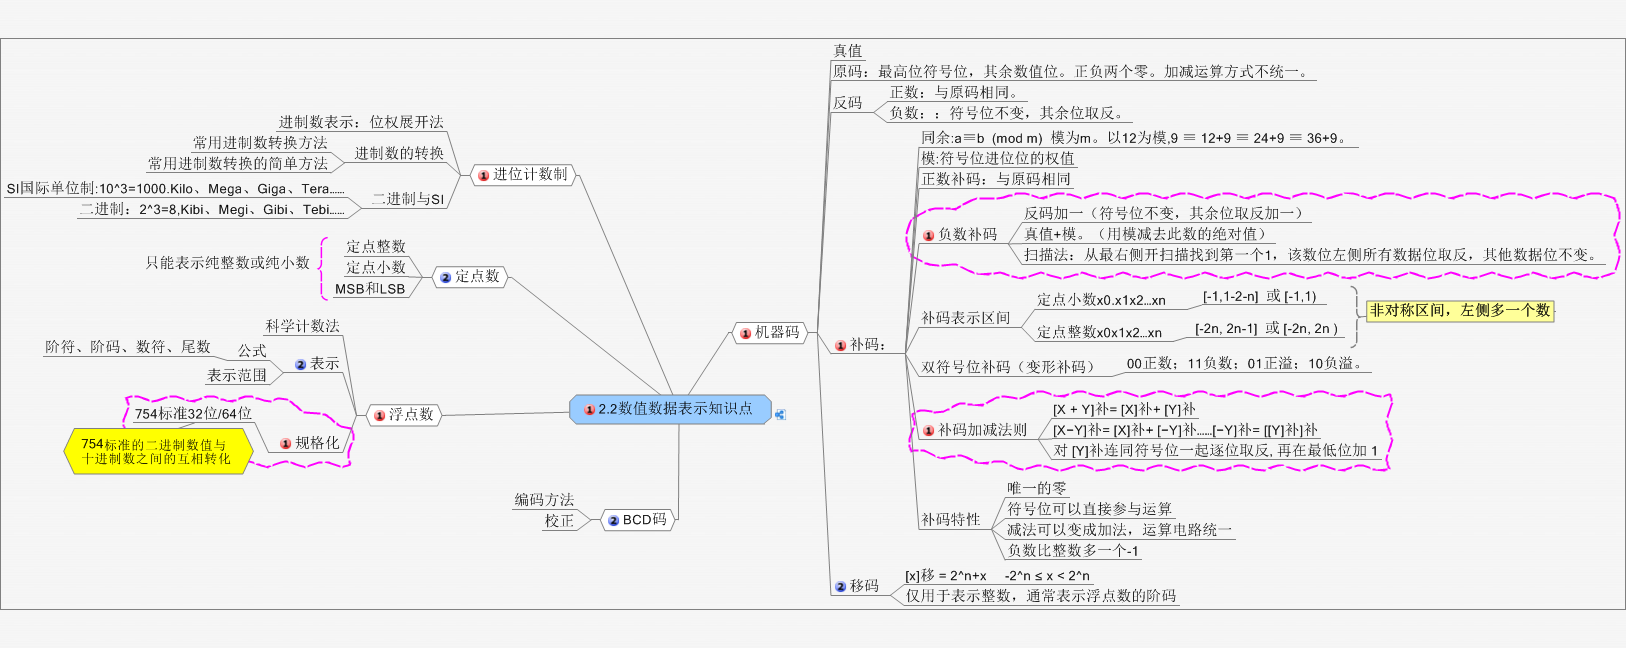 2.2数值数据表示知识点
进位计数制
进制数表示：位权展开法
进制数的转换
常用进制数转换方法
常用进制数转换的简单方法
二进制与SI
SI国际单位制:10^3=1000.Kilo、Mega、Giga、Tera......
二进制：2^3=8,Kibi、Megi、Gibi、Tebi......
定点数
定点整数
定点小数
MSB和LSB
只能表示纯整数或纯小数
浮点数
科学计数法
表示
公式
阶符、阶码、数符、尾数
表示范围
规格化
754标准32位/64位
754标准的二进制数值与
十进制数之间的互相转化
BCD码
编码方法
校正
机器码
真值
原码：最高位符号位，其余数值位。正负两个零。加减运算方式不统一。
反码
正数：与原码相同。
负数：：符号位不变，其余位取反。
补码：
同余:a≡b (mod m) 模为m。以12为模,9 ≡ 12+9 ≡ 24+9 ≡ 36+9。
模:符号位进位位的权值
正数补码：与原码相同
负数补码
反码加一（符号位不变，其余位取反加一）
真值+模。（用模减去此数的绝对值）
扫描法：从最右侧开扫描找到第一个1，该数位左侧所有数据位取反，其他数据位不变。
补码表示区间
定点小数x0.x1x2...xn
[-1,1-2-n] 或 [-1,1)
定点整数x0x1x2...xn
[-2n, 2n-1] 或 [-2n, 2n )
非对称区间，左侧多一个数
双符号位补码（变形补码）
00正数；11负数；01正溢；10负溢。
补码加减法则
[X + Y]补= [X]补+ [Y]补
[X−Y]补= [X]补+ [−Y]补......[−Y]补= [[Y]补]补
对 [Y]补连同符号位一起逐位取反, 再在最低位加 1
补码特性
唯一的零
符号位可以直接参与运算
减法可以变成加法，运算电路统一
负数比整数多一个-1
移码
[x]移 = 2^n+x -2^n ≤ x < 2^n
仅用于表示整数，通常表示浮点数的阶码